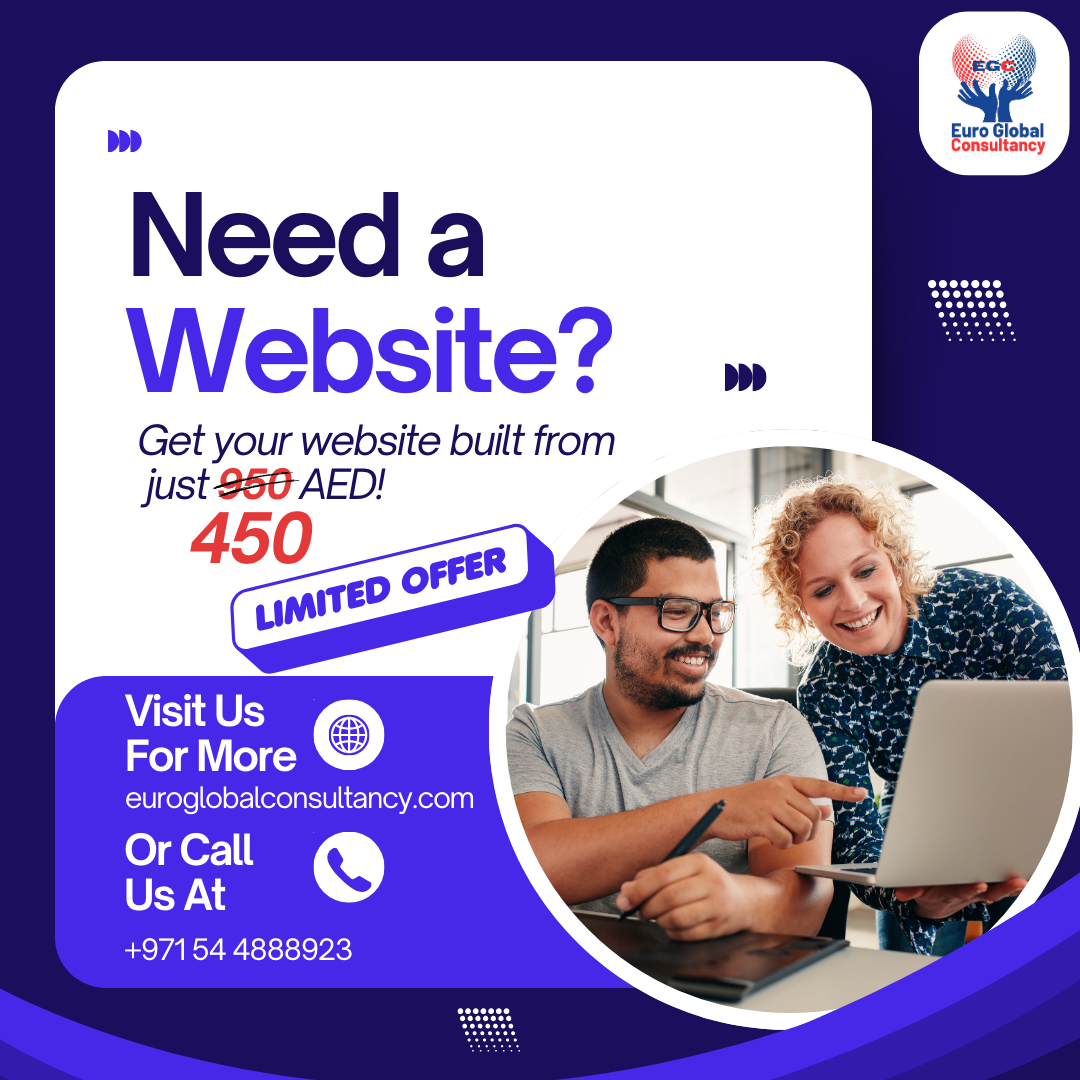 EGC
Euro Global
Consultancy
Need a
Website?
Get your website built from
just 950 AED!
450
LIMITED OFFER
Visit Us
For More
euroglobalconsultancy.com
Or Call
Us At
+971 54 4888923